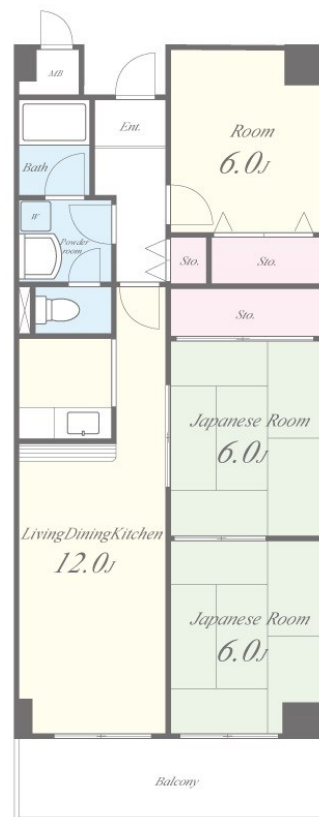 MB
Ent.
Room
6.0J
Bath
W
Powder
room
Sto.
Sto.
Sto.
Japanese Room
6.0J
LivingDiningKitchen
12.0J
Japanese Room
6.0J
Balcony